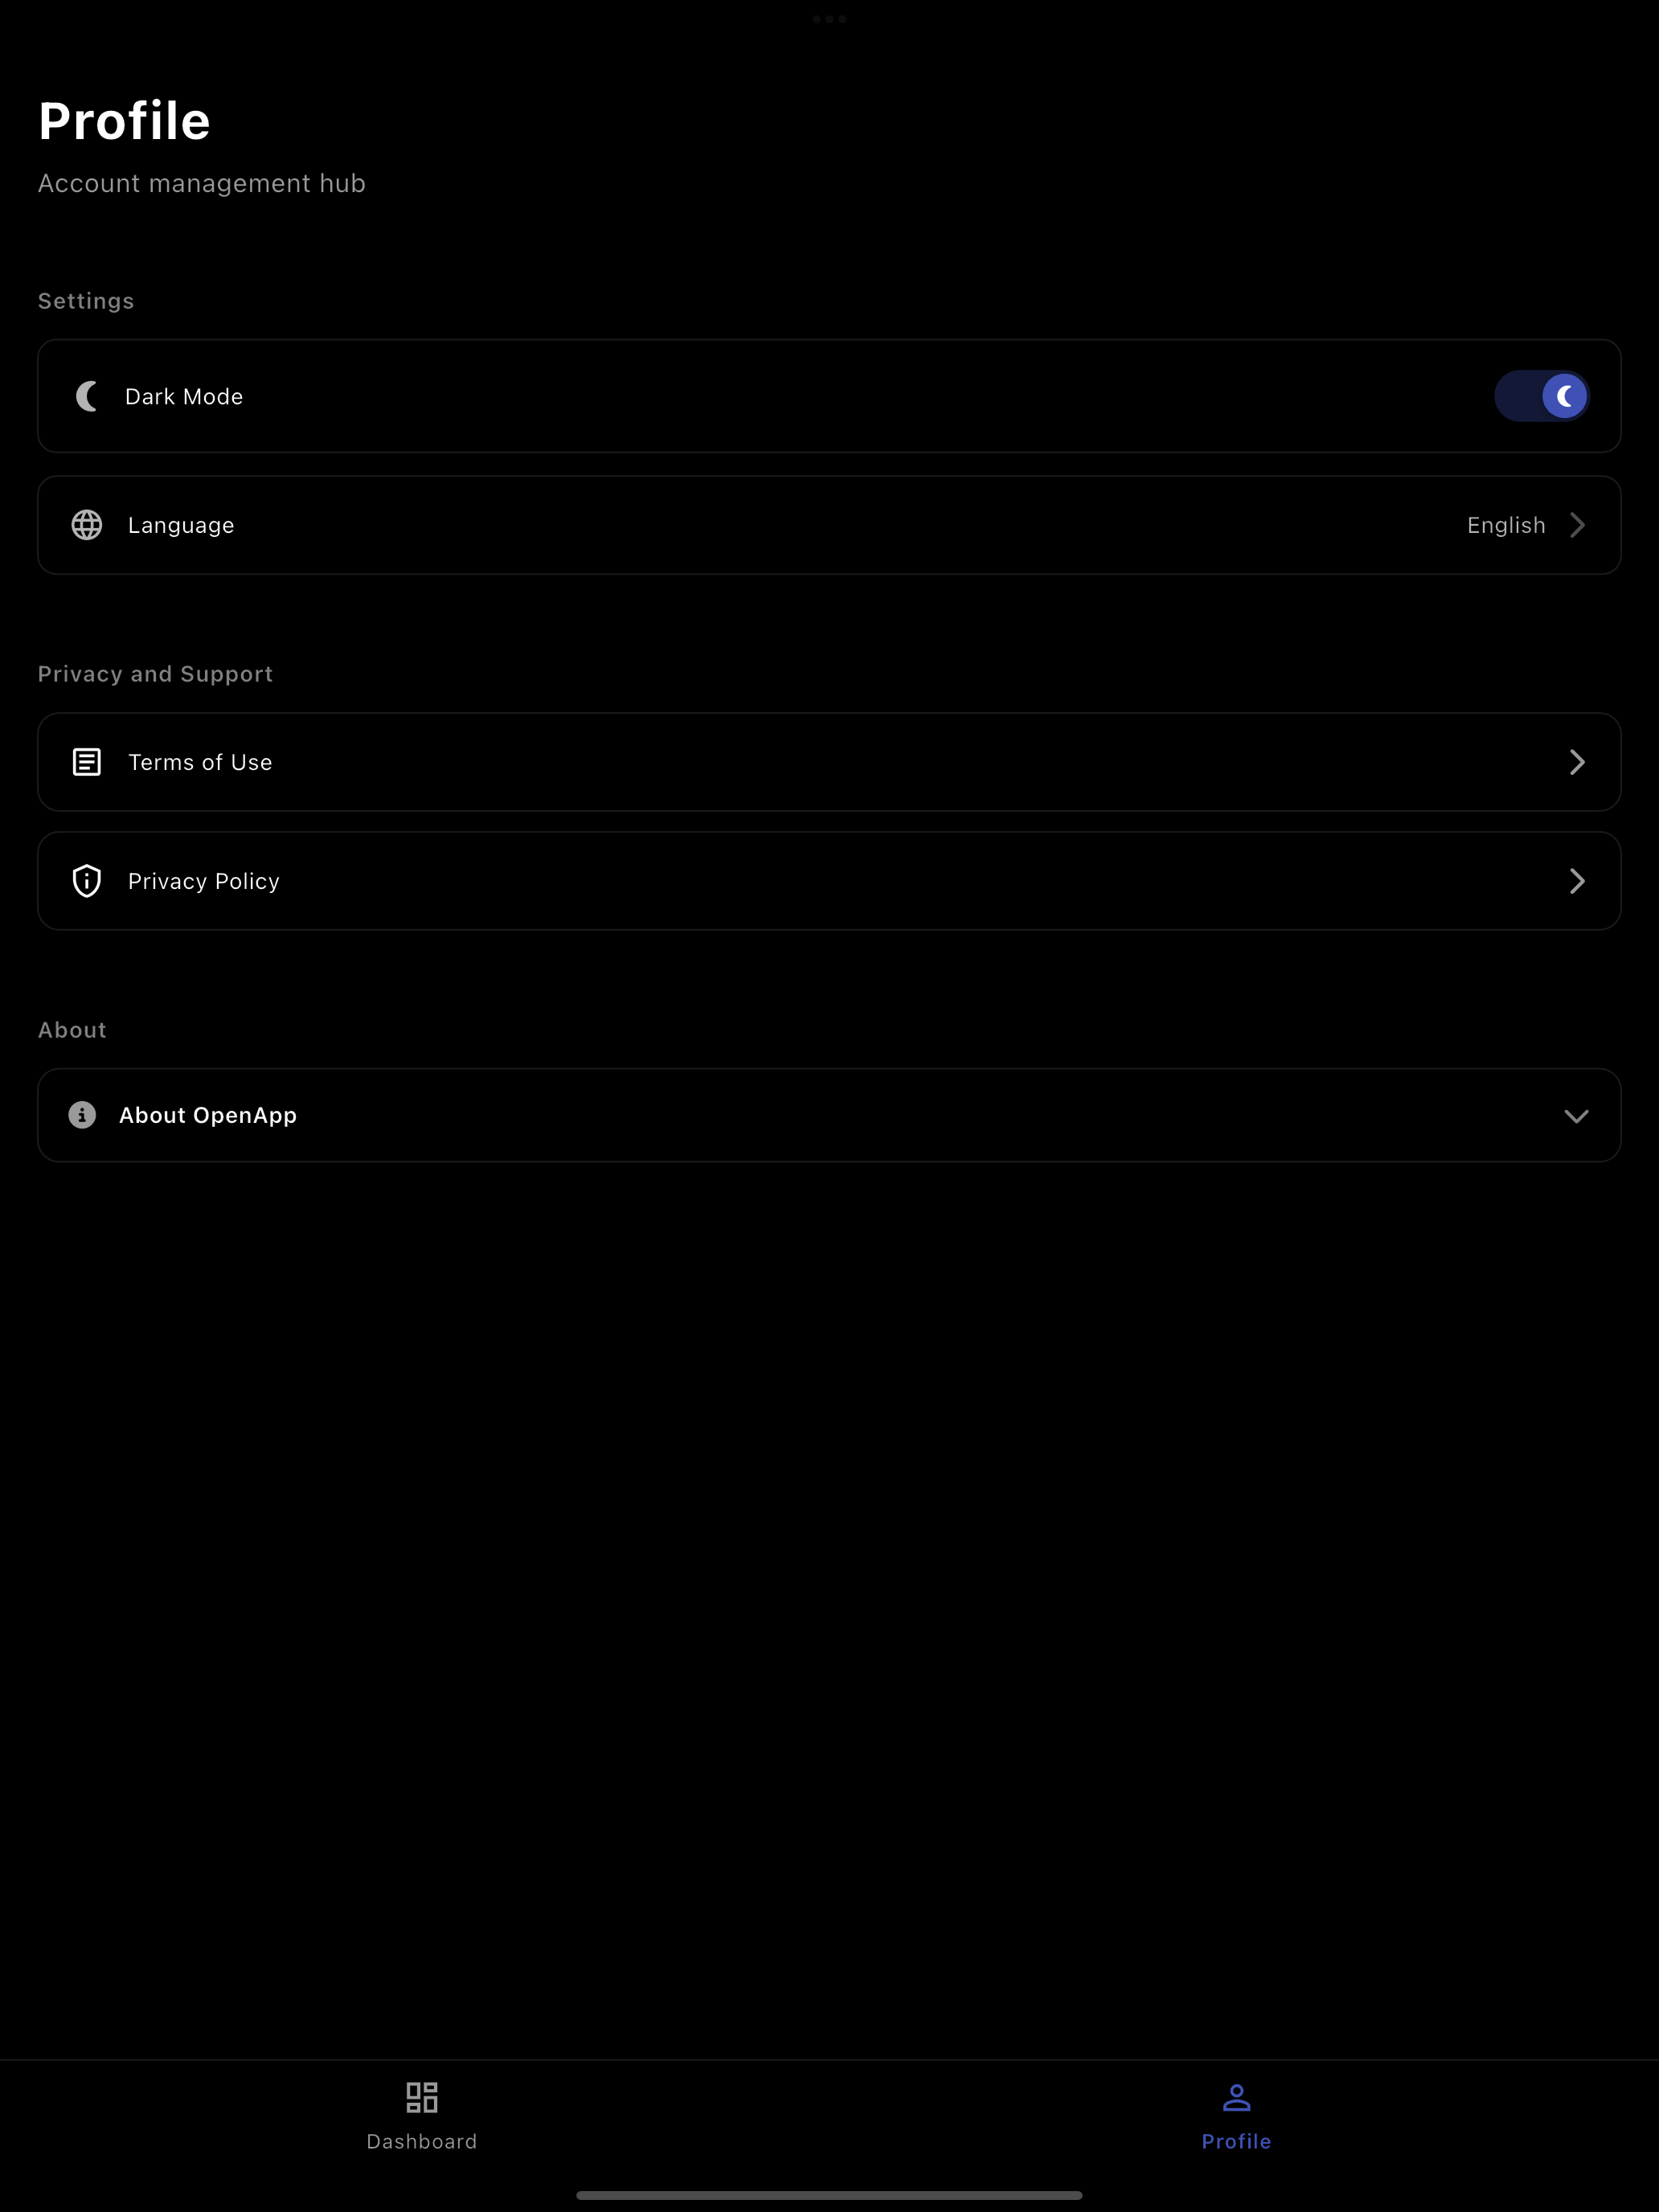 Profile
Account management hub
Settings
Dark Mode
Language
English
Privacy and Support
Terms of Use
Privacy Policy
About
About OpenApp
Dashboard
Profile